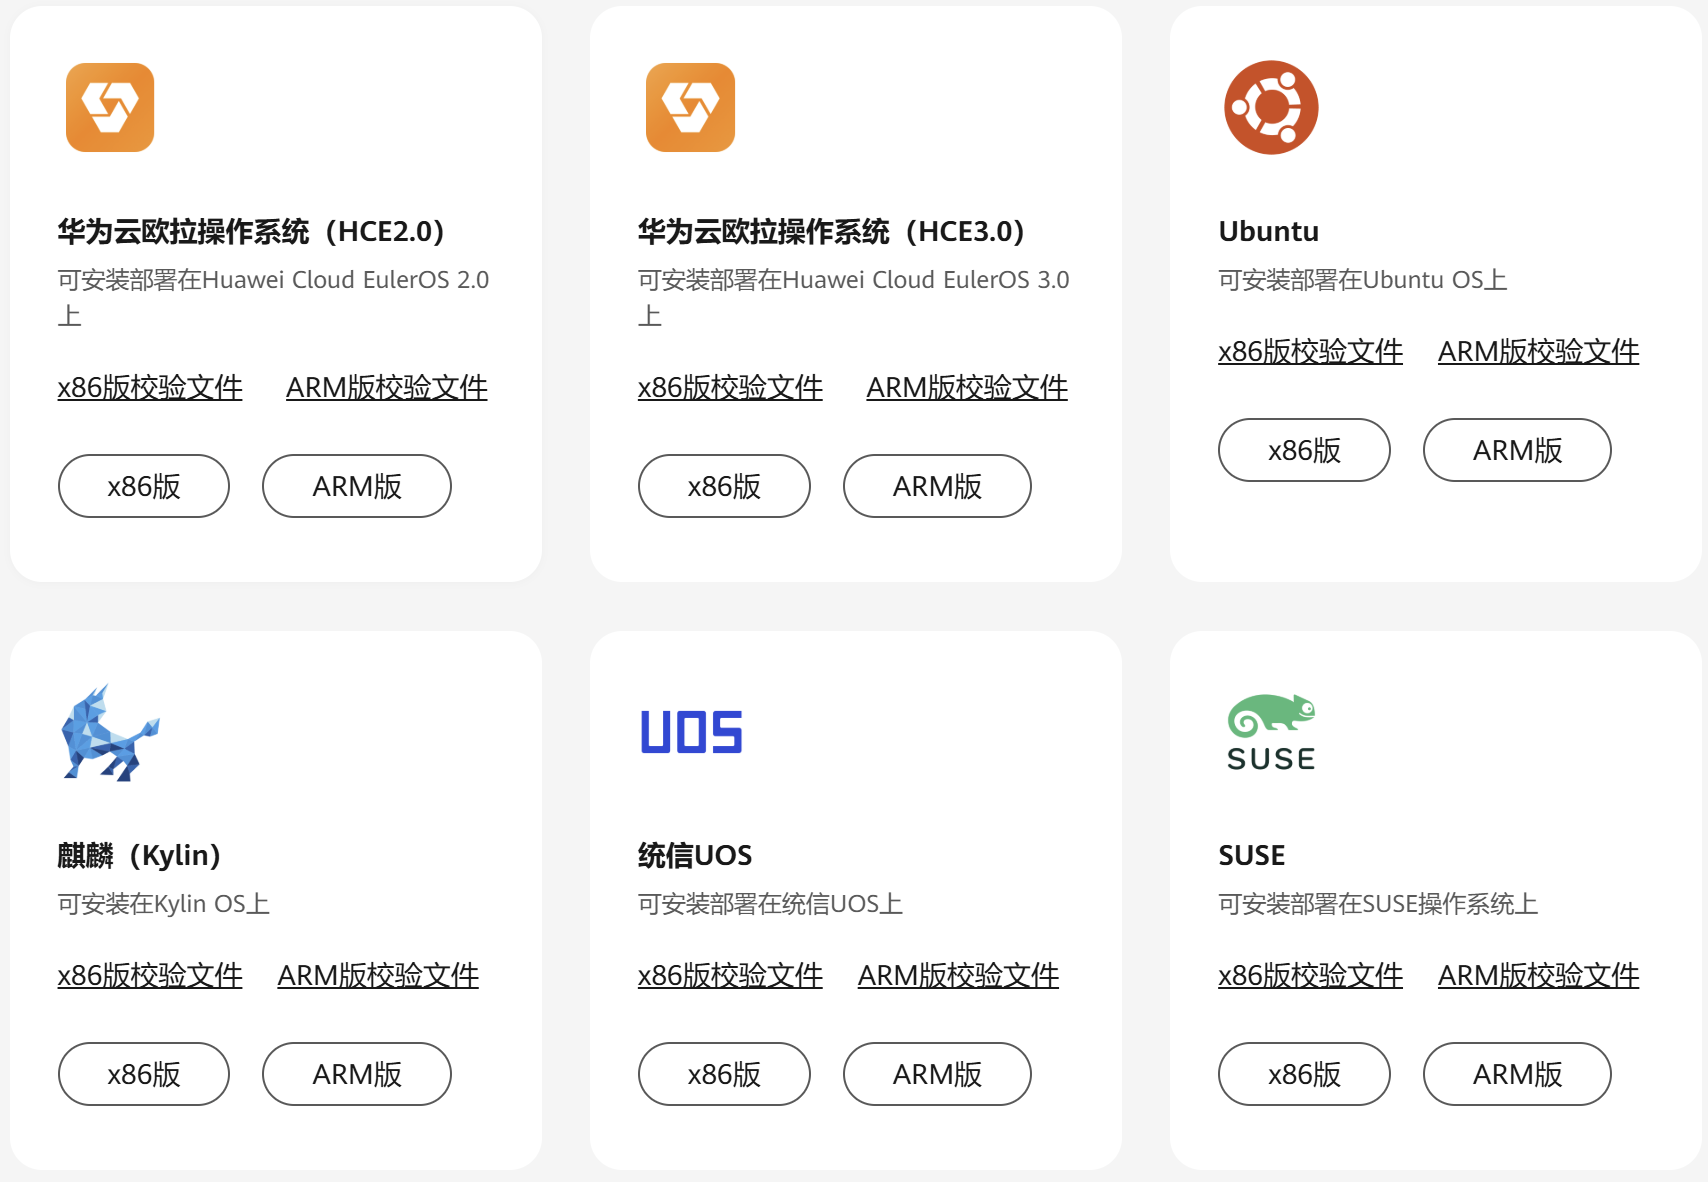 华为云欧拉操作系统（HCE2.0）
可安装部署在Huawei Cloud EulerOS 2.0
上
x86版校验文件 ARM版校验文件
x86版 ARM版
华为云欧拉操作系统（HCE3.0）
可安装部署在Huawei Cloud EulerOS 3.0
上
x86版校验文件 ARM版校验文件
x86版 ARM版
Ubuntu
可安装部署在Ubuntu OS上
x86版校验文件 ARM版校验文件
x86版 ARM版
麒麟（Kylin）
可安装在Kylin OS上
x86版校验文件 ARM版校验文件
x86版 ARM版
UOS
统信UOS
可安装部署在统信UOS上
x86版校验文件 ARM版校验文件
x86版 ARM版
SUSE
SUSE
可安装部署在SUSE操作系统上
x86版校验文件 ARM版校验文件
x86版 ARM版